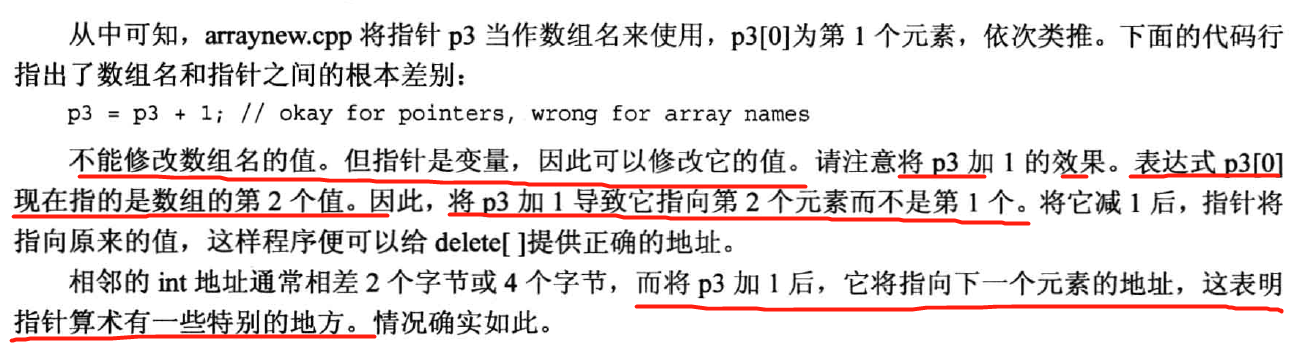 从中可知，arraynew.cpp 将指针 p3 当作数组名来使用，p3[0]为第 1 个元素，依次类推。下面的代码行
指出了数组名和指针之间的根本差别：
p3 = p3 + 1; // okay for pointers, wrong for array names
不能修改数组名的值。但指针是变量，因此可以修改它的值。请注意将 p3 加 1 的效果。表达式 p3[0]
现在指的是数组的第 2 个值。因此，将 p3 加 1 导致它指向第 2 个元素而不是第 1 个。将它减 1 后，指针将
指向原来的值，这样程序便可以给 delete[ ]提供正确的地址。
相邻的 int 地址通常相差 2 个字节或 4 个字节，而将 p3 加 1 后，它将指向下一个元素的地址，这表明
指针算术有一些特别的地方。情况确实如此。